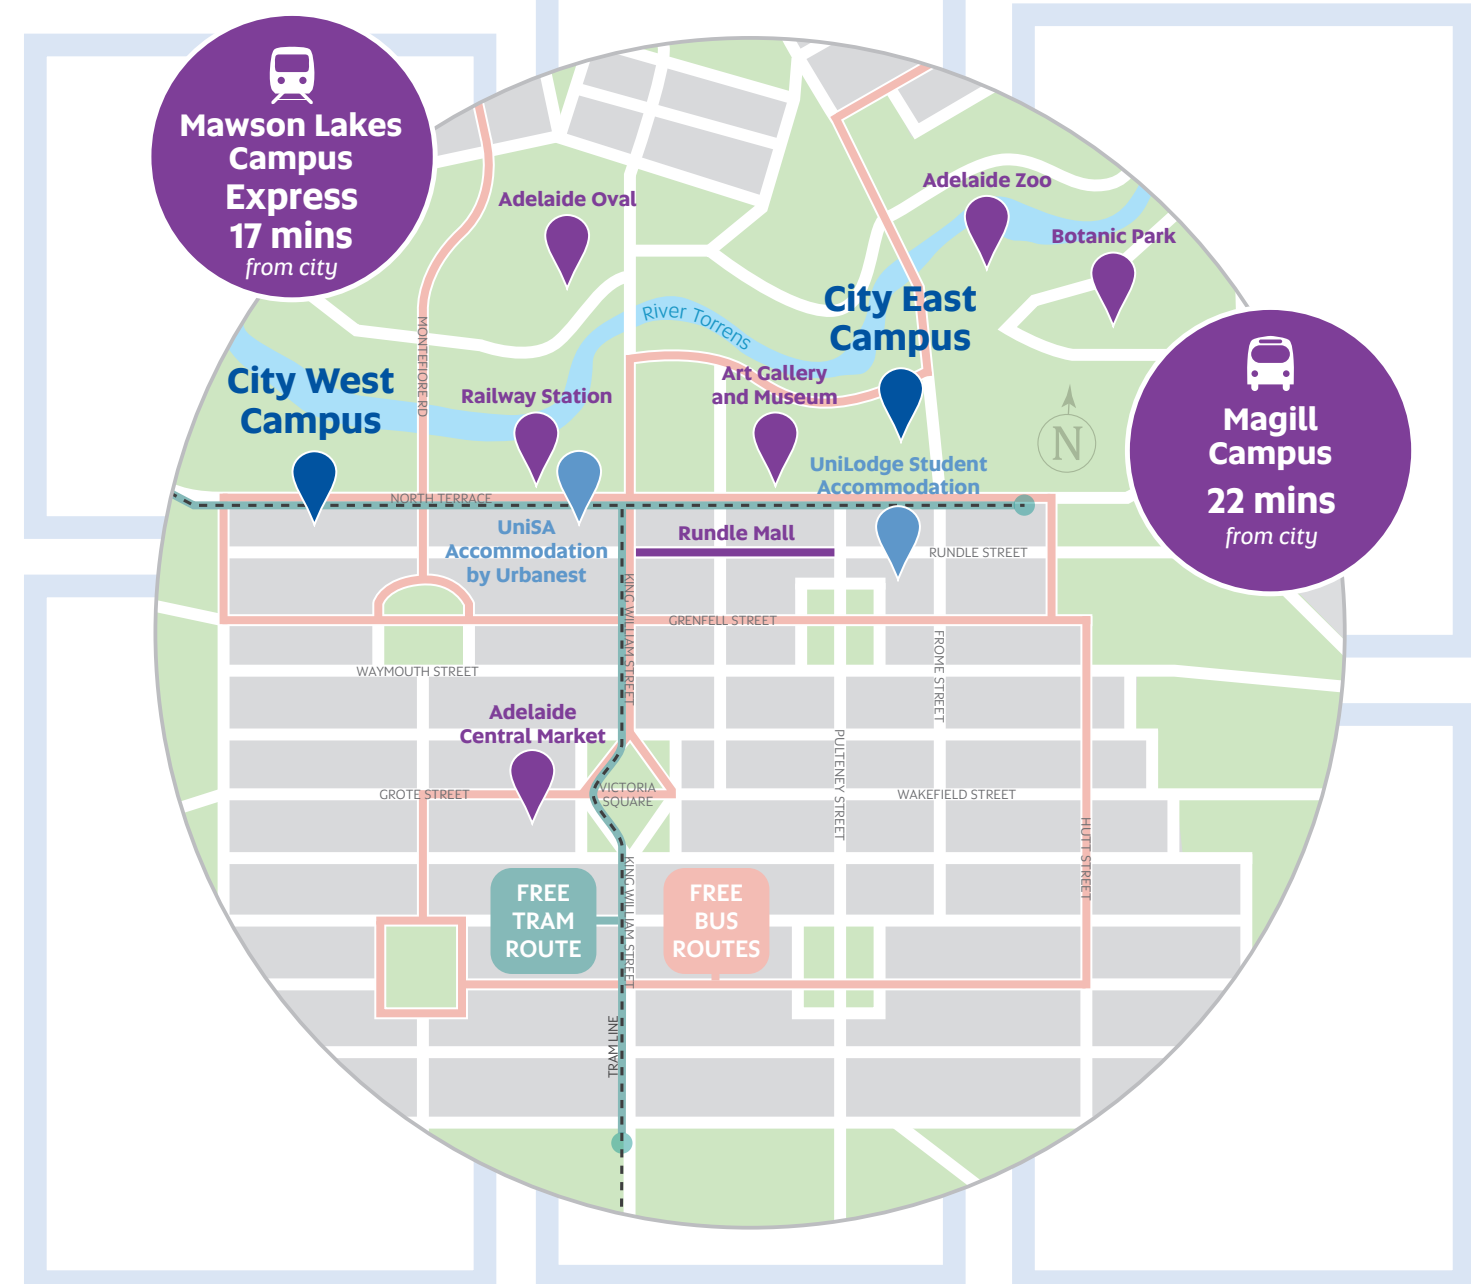 Mawson Lakes
Campus
Express
17 mins
from city
Adelaide Oval
Adelaide Zoo
Botanic Park
City East
Campus
River Torrens
MONTEFIORE RD
City West
Campus
Railway Station
Art Gallery
and Museum
N
Magill
Campus
22 mins
from city
UniLodge Student
Accommodation
NORTH TERRACE
UniSA
Accommodation
by Urbanest
Rundle Mall
RUNDLE STREET
KING WILLIAM STREET
GRENFELL STREET
FROME STREET
WAYMOUTH STREET
Adelaide
Central Market
PULTENEY STREET
GROTE STREET
VICTORIA
SQUARE
WAKEFIELD STREET
HUTT STREET
KING WILLIAM STREET
FREE
TRAM
ROUTE
FREE
BUS
ROUTES
TRAM LINE